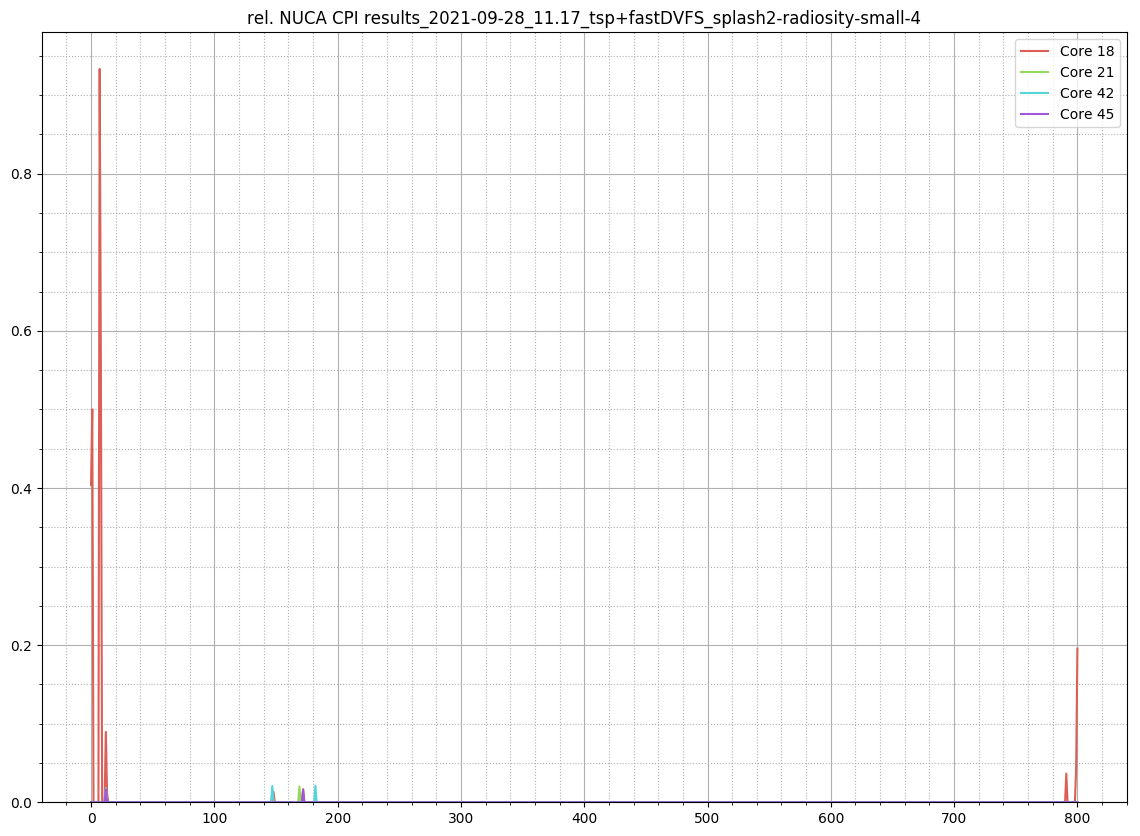 rel. NUCA CPI results_2021-09-28_11.17_tsp+fastDVFS_splash2-radiosity-small-4
Core 18
Core 21
Core 42
Core 45
0.8
0.6
0.4
0.2
0.0
0 100 200 300 400 500 600 700 800